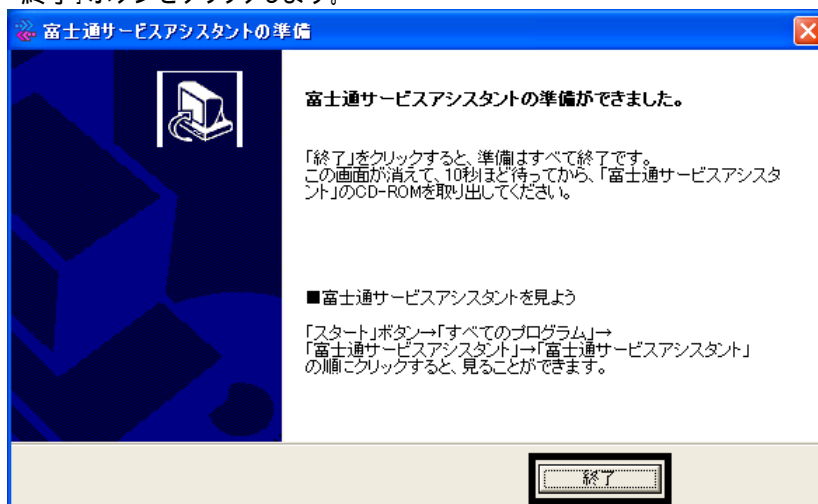 「終了」ボタンをクリックします。
富士通サービスアシスタントの準備
富士通サービスアシスタントの準備ができました。
「終了」をクリックすると、準備はすべて終了です。
この画面が消えて、10秒ほど待ってから、「富士通サービスアシスタ
ント」のCD-ROMを取り出してください。
■富士通サービスアシスタントを見よう
「スタート」ボタン→「すべてのプログラム」→
「富士通サービスアシスタント」→「富士通サービスアシスタント」
の順にクリックすると、見ることができます。
終了